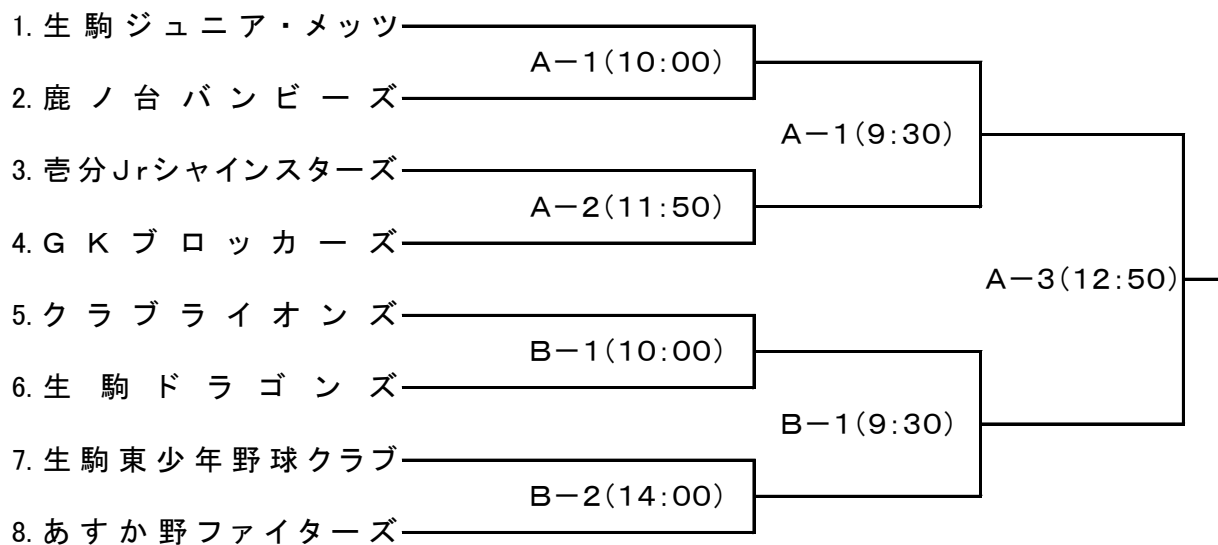 1. 生駒ジュニア・メッツ
A－1(10:00)
2. 鹿ノ台バンビーズ
A－1(9:30)
3. 壱分Jrシャインスターズ
A－2(11:50)
4. GKブロッカーズ
A－3(12:50)
5. クラブライオンズ
B－1(10:00)
6. 生駒ドラゴンズ
B－1(9:30)
7. 生駒東少年野球クラブ
B－2(14:00)
8. あすか野ファイターズ